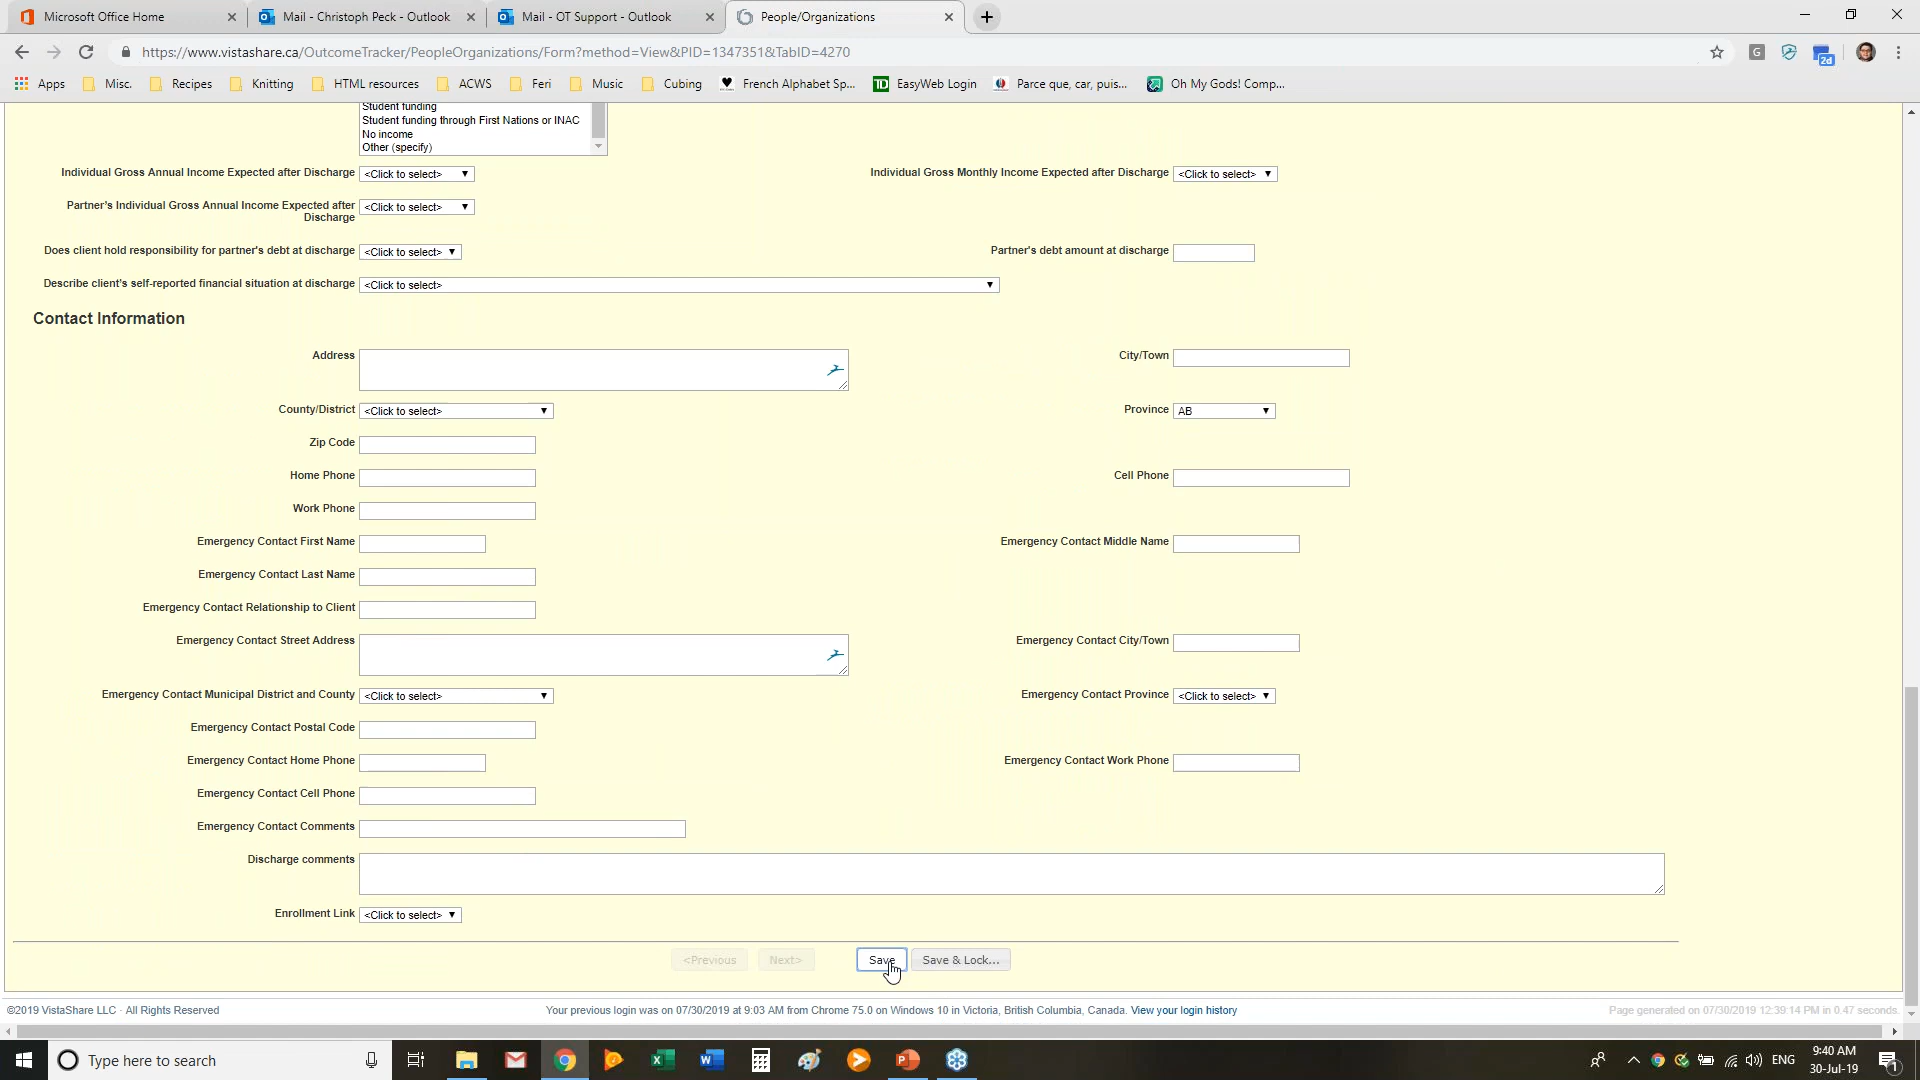 Microsoft Office Home
Mail - Christoph Peck - Outlook
Mail - OT Support - Outlook
People/Organizations
https://www.vistashare.ca/OutcomeTracker/PeopleOrganizations/Form?method=View&PID=1347351&TabID=4270
Apps Misc. Recipes Knitting HTML resources ACWS Feri Music Cubing French Alphabet Sp... EasyWeb Login Parce que, car, puis... Oh My Gods! Comp...
Student funding
Student funding through First Nations or INAC
No income
Other (specify)
Individual Gross Annual Income Expected after Discharge <Click to select> Individual Gross Monthly Income Expected after Discharge <Click to select>
Partner's Individual Gross Annual Income Expected after <Click to select>
Discharge
Does client hold responsibility for partner's debt at discharge <Click to select> Partner's debt amount at discharge
Describe client's self-reported financial situation at discharge <Click to select>
Contact Information
Address City/Town
County/District <Click to select> Province AB
Zip Code
Home Phone Cell Phone
Work Phone
Emergency Contact First Name Emergency Contact Middle Name
Emergency Contact Last Name
Emergency Contact Relationship to Client
Emergency Contact Street Address Emergency Contact City/Town
Emergency Contact Municipal District and County <Click to select> Emergency Contact Province <Click to select>
Emergency Contact Postal Code
Emergency Contact Home Phone Emergency Contact Work Phone
Emergency Contact Cell Phone
Emergency Contact Comments
Discharge comments
Enrollment Link <Click to select>
<Previous Next> Save Save & Lock...
©2019 VistaShare LLC - All Rights Reserved Your previous login was on 07/30/2019 at 9:03 AM from Chrome 75.0 on Windows 10 in Victoria, British Columbia, Canada. View your login history Page generated on 07/30/2019 12:39:14 PM in 0.47 seconds.
Type here to search ENG 9:40 AM
30-Jul-19